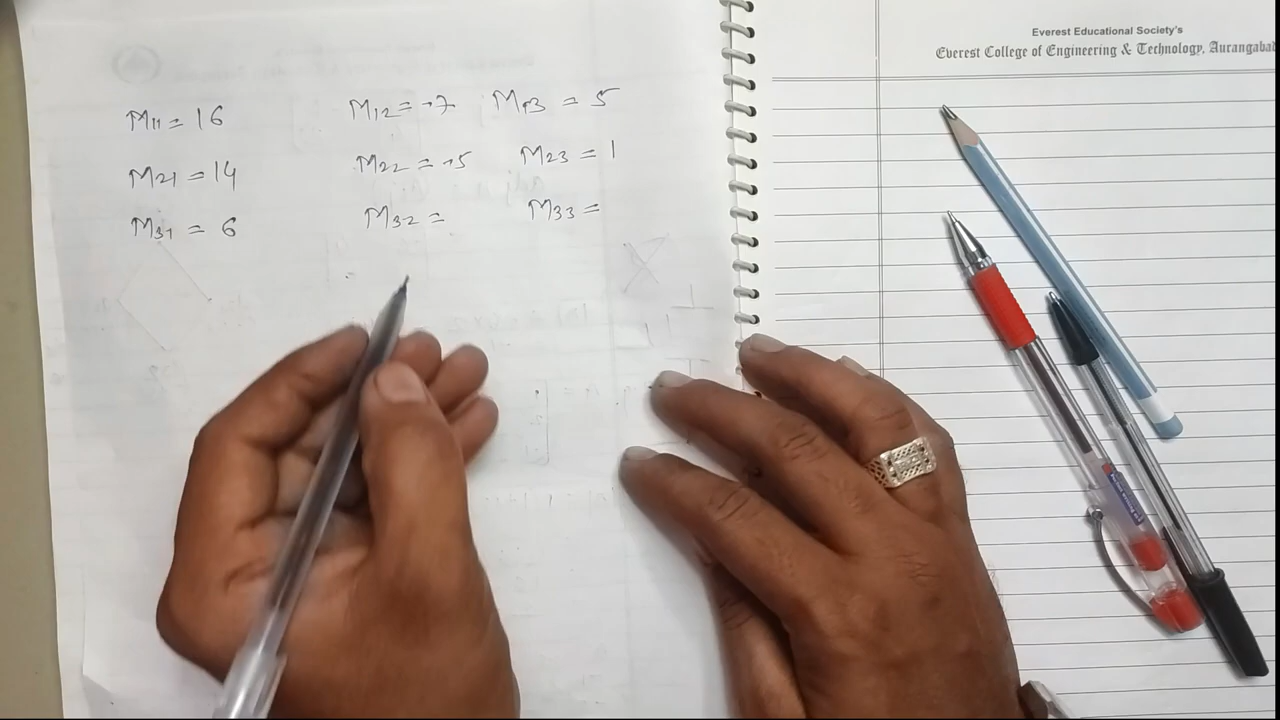 Everest Educational Society's
Everest College of Engineering & Technology, Aurangabad
M11 = 16 M12 = -7 M13 = 5
M21 = 14 M22 = -5 M23 = 1
M31 = 6 M32 = M33 =